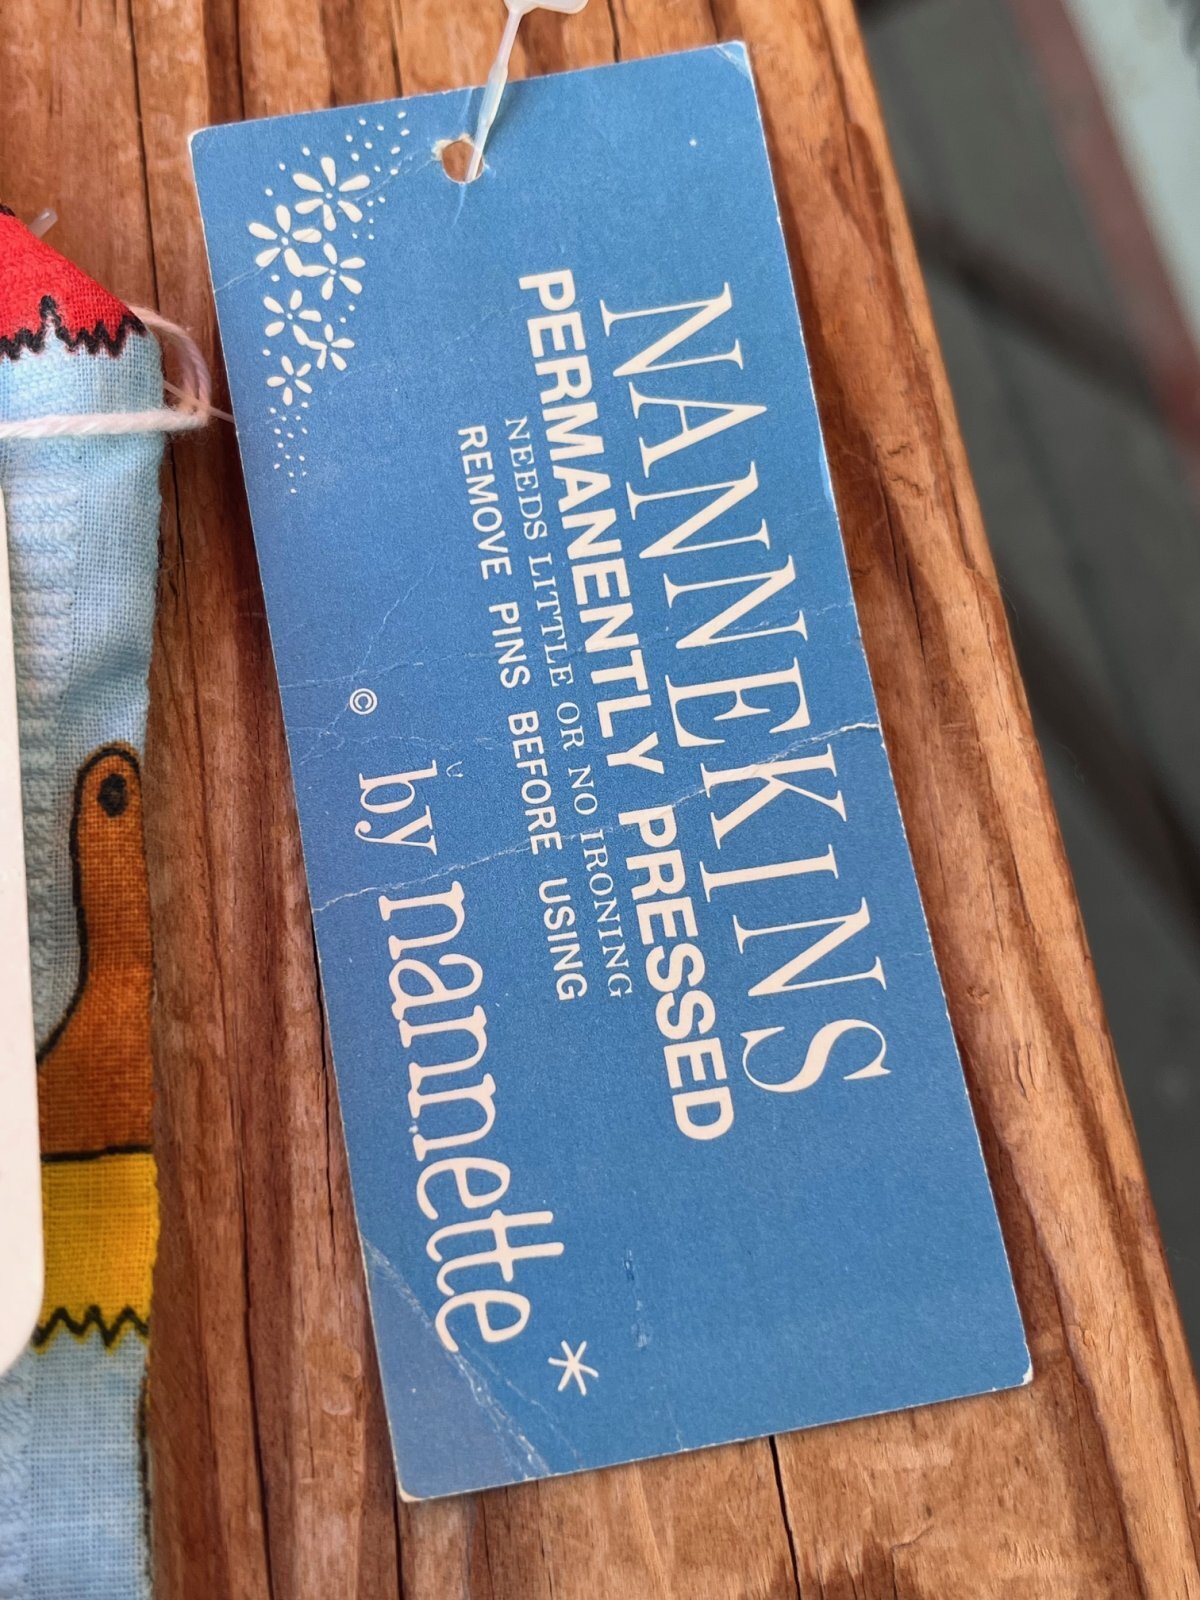 NANNEKINS
PERMANENTLY PRESSED
NEEDS LITTLE OR NO IRONING
REMOVE PINS BEFORE USING
© by nannette *